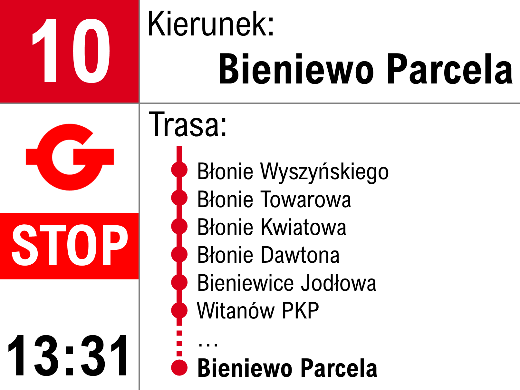 10
Kierunek:
Bieniewo Parcela
G
STOP
13:31
Trasa:
Błonie Wyszyńskiego
Błonie Towarowa
Błonie Kwiatowa
Błonie Dawtona
Bieniewice Jodłowa
Witanów PKP
...
Bieniewo Parcela